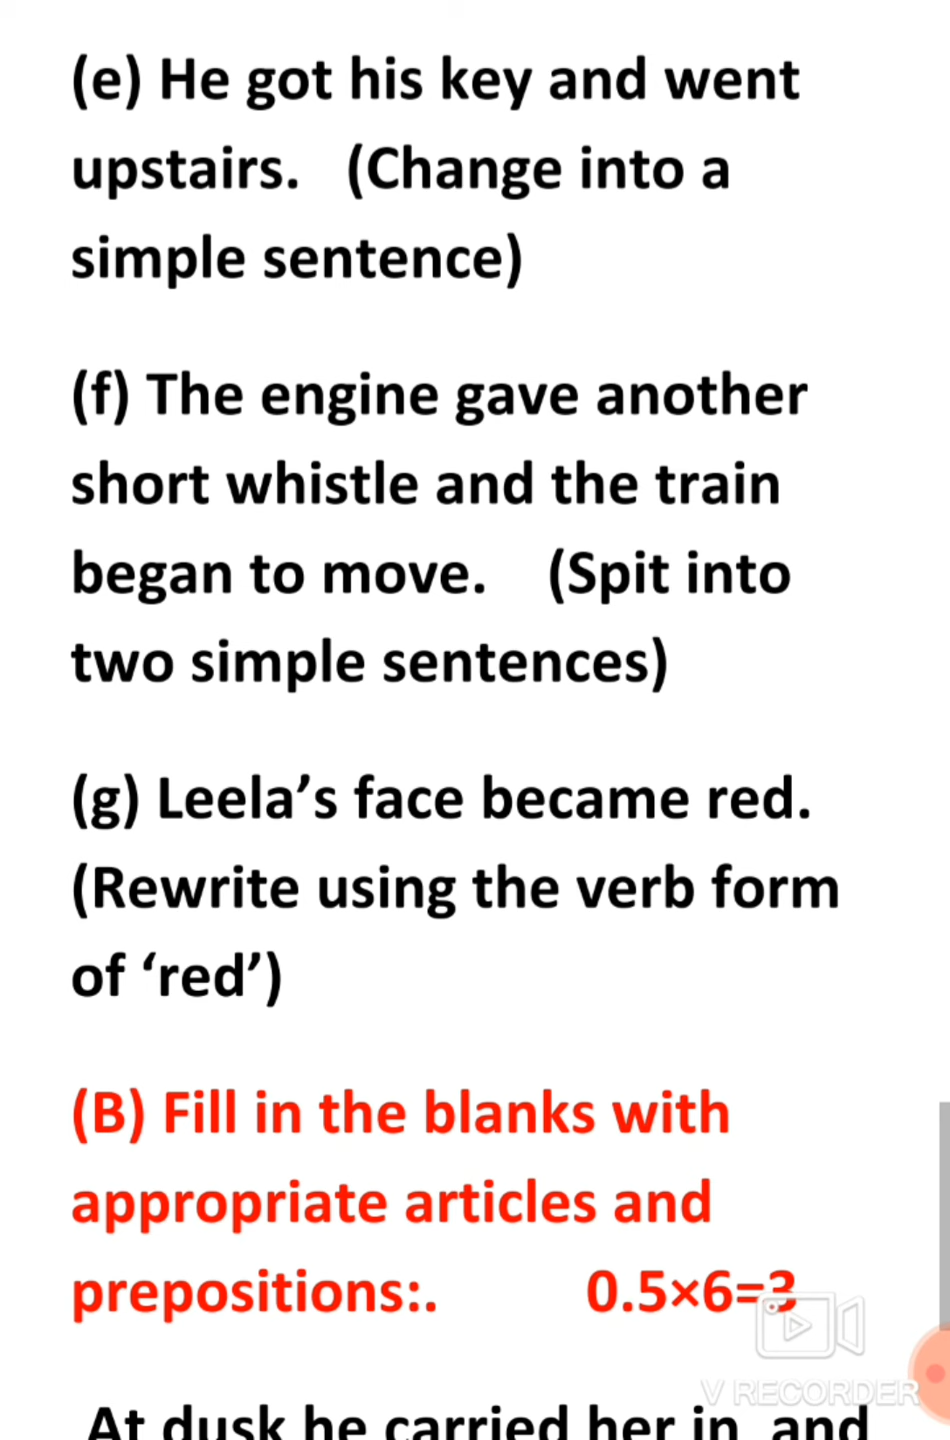 (e) He got his key and went
upstairs. (Change into a
simple sentence)
(f) The engine gave another
short whistle and the train
began to move. (Spit into
two simple sentences)
(g) Leela’s face became red.
(Rewrite using the verb form
of ‘red’)
(B) Fill in the blanks with
appropriate articles and
prepositions:. 0.5×6=3
V RECORDER
At dusk he carried her in and